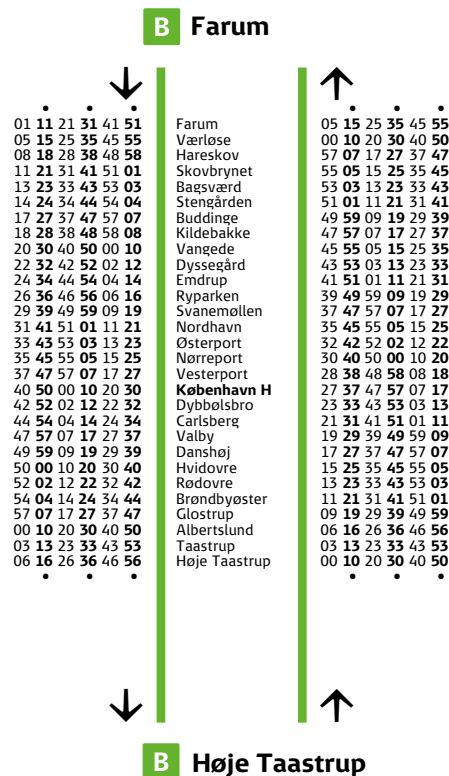 B Farum
• • • • • •
01 11 21 31 41 51 Farum 05 15 25 35 45 55
05 15 25 35 45 55 Værløse 00 10 20 30 40 50
08 18 28 38 48 58 Hareskov 57 07 17 27 37 47
11 21 31 41 51 01 Skovbrynet 55 05 15 25 35 45
13 23 33 43 53 03 Bagsværd 53 03 13 23 33 43
14 24 34 44 54 04 Stengården 51 01 11 21 31 41
17 27 37 47 57 07 Buddinge 49 59 09 19 29 39
18 28 38 48 58 08 Kildebakke 47 57 07 17 27 37
20 30 40 50 00 10 Vangede 45 55 05 15 25 35
22 32 42 52 02 12 Dyssegård 43 53 03 13 23 33
24 34 44 54 04 14 Emdrup 41 51 01 11 21 31
26 36 46 56 06 16 Ryparken 39 49 59 09 19 29
29 39 49 59 09 19 Svanemøllen 37 47 57 07 17 27
31 41 51 01 11 21 Nordhavn 35 45 55 05 15 25
33 43 53 03 13 23 Østerport 32 42 52 02 12 22
35 45 55 05 15 25 Nørreport 30 40 50 00 10 20
37 47 57 07 17 27 Vesterport 28 38 48 58 08 18
40 50 00 10 20 30 København H 27 37 47 57 07 17
42 52 02 12 22 32 Dybbølsbro 23 33 43 53 03 13
44 54 04 14 24 34 Carlsberg 21 31 41 51 01 11
47 57 07 17 27 37 Valby 19 29 39 49 59 09
49 59 09 19 29 39 Danshøj 17 27 37 47 57 07
50 00 10 20 30 40 Hvidovre 15 25 35 45 55 05
52 02 12 22 32 42 Rødovre 13 23 33 43 53 03
54 04 14 24 34 44 Brøndbyøster 11 21 31 41 51 01
57 07 17 27 37 47 Glostrup 09 19 29 39 49 59
00 10 20 30 40 50 Albertslund 06 16 26 36 46 56
03 13 23 33 43 53 Taastrup 03 13 23 33 43 53
06 16 26 36 46 56 Høje Taastrup 00 10 20 30 40 50
• • • • • •
B Høje Taastrup